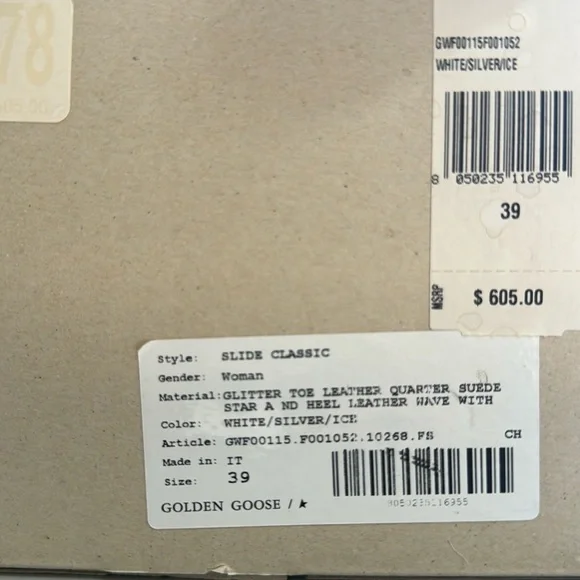 78
GWF00115F001052
WHITE/SILVER/ICE
8 050235 116955
39
MSRP
$ 605.00
Style: SLIDE CLASSIC
Gender: Woman
Material: GLITTER TOE LEATHER QUARTER SUEDE
STAR A ND HEEL LEATHER WAVE WITH
Color: WHITE/SILVER/ICE
Article: GWF00115.F001052.10268.FS CH
Made in: IT
Size: 39
8050235116955
GOLDEN GOOSE / ★